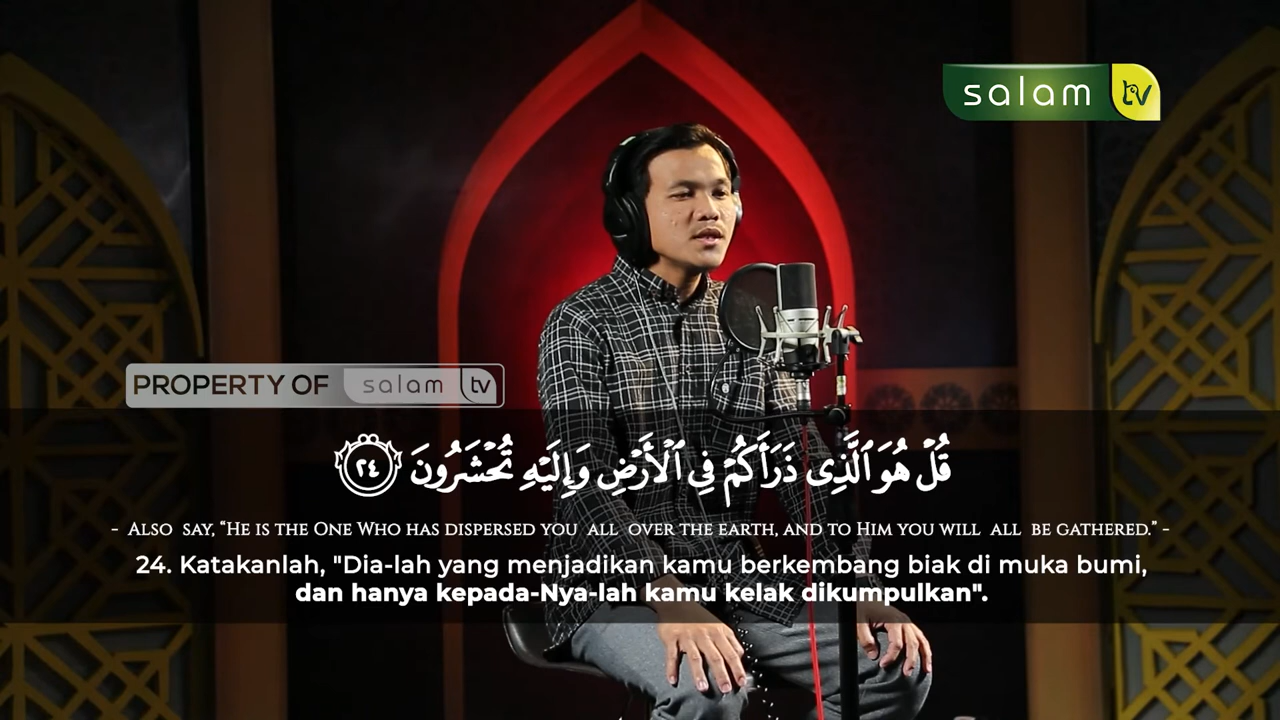 salam tv
PROPERTY OF salam tv
قُلْ هُوَ ٱلَّذِى ذَرَأَكُمْ فِى ٱلْأَرْضِ وَإِلَيْهِ تُحْشَرُونَ ٢٤
- Also say, “He is the One Who has dispersed you all over the earth, and to Him you will all be gathered.” -
24. Katakanlah, "Dia-lah yang menjadikan kamu berkembang biak di muka bumi,
dan hanya kepada-Nya-lah kamu kelak dikumpulkan".